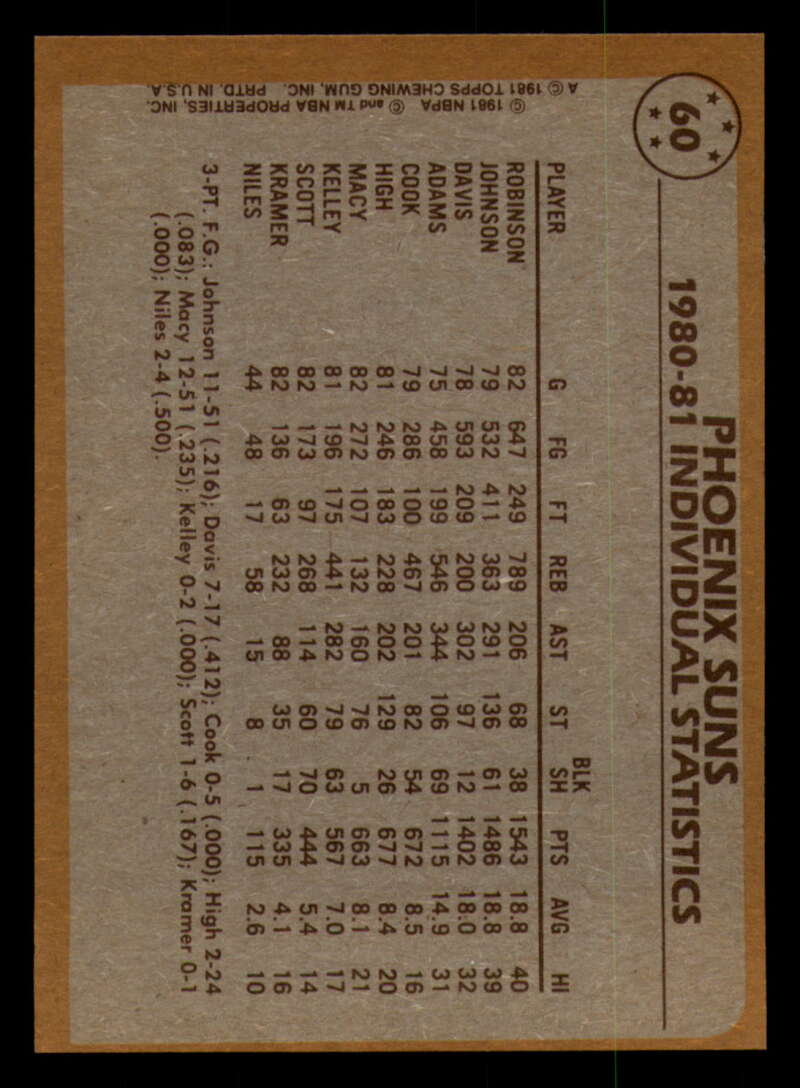 60
PHOENIX SUNS
1980-81 INDIVIDUAL STATISTICS
BLK
PLAYER G FG FT REB AST ST SH PTS AVG HI
ROBINSON 82 647 249 789 206 68 38 1543 18.8 40
JOHNSON 79 532 411 363 291 136 61 1486 18.8 39
DAVIS 78 593 209 200 302 97 12 1402 18.0 32
ADAMS 75 458 199 546 344 106 69 1115 14.9 31
COOK 79 286 100 467 201 82 54 672 8.5 16
HIGH 81 246 183 228 202 129 26 677 8.4 20
MACY 82 272 107 132 160 76 5 663 8.1 21
KELLEY 81 196 175 441 282 79 63 567 7.0 17
SCOTT 82 173 97 268 114 60 70 444 5.4 14
KRAMER 82 136 63 232 88 35 17 335 4.1 16
NILES 44 48 17 58 15 8 1 115 2.6 10
3-PT. F.G.: Johnson 11-51 (.216); Davis 7-17 (.412); Cook 0-5 (.000); High 2-24
(.083); Macy 12-51 (.235); Kelley 0-2 (.000); Scott 1-6 (.167); Kramer 0-1
(.000); Niles 2-4 (.500).
© 1981 NBPA © and TM NBA PROPERTIES, INC.
A © 1981 TOPPS CHEWING GUM, INC. PRTD. IN U.S.A.